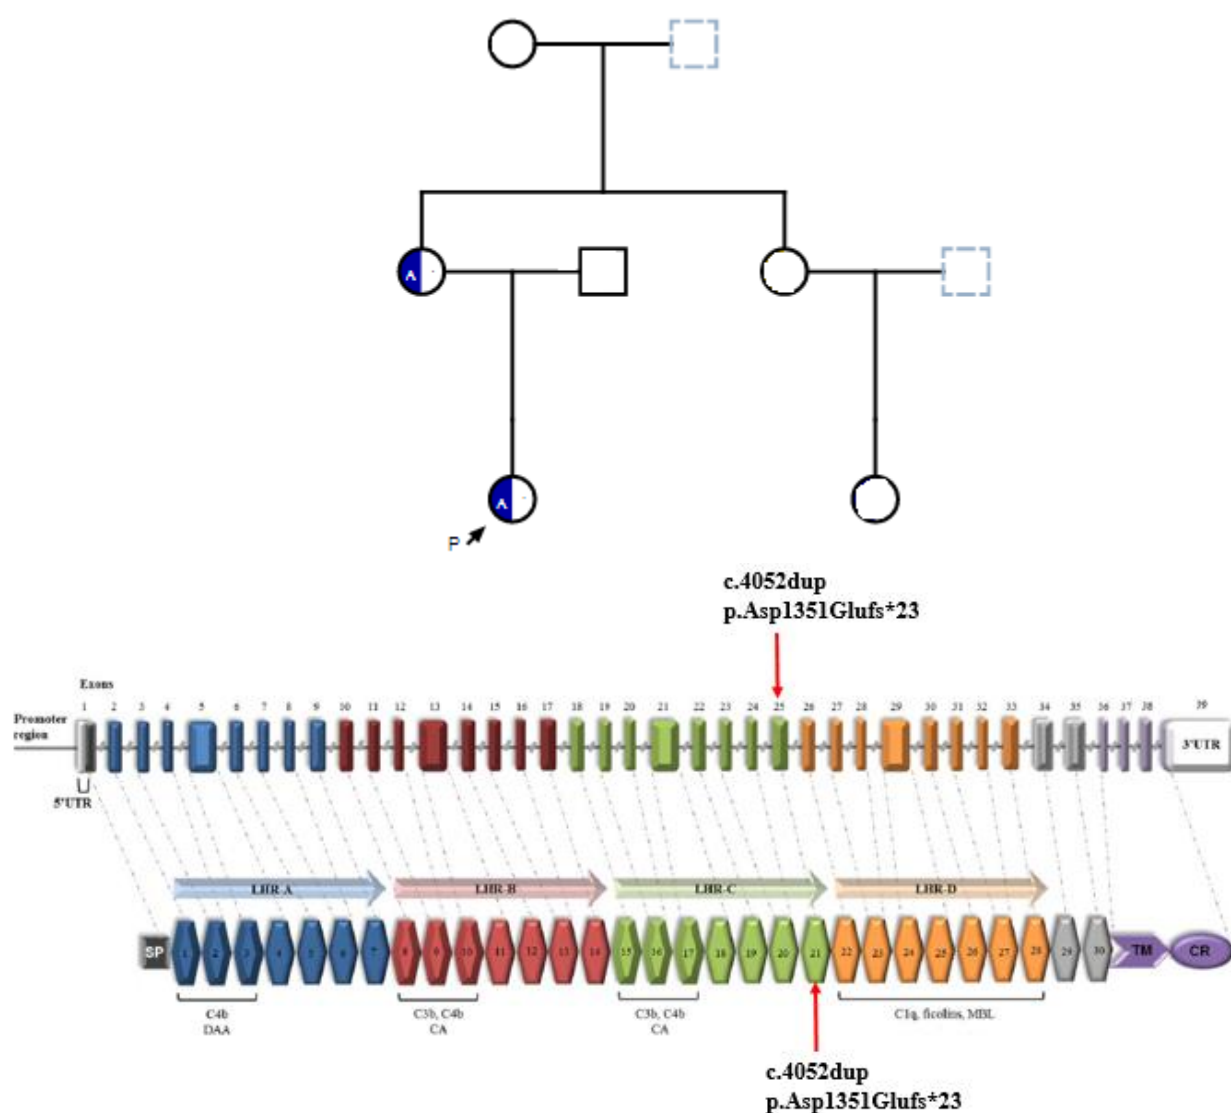 A
A
P
c.4052dup
p.Asp1351Glufs*23
Exons
1 2 3 4 5 6 7 8 9 10 11 12 13 14 15 16 17 18 19 20 21 22 23 24 25 26 27 28 29 30 31 32 33 34 35 36 37 38 39
Promoter
region
3'UTR
5'UTR
LHR-A LHR-B LHR-C LHR-D
SP 1 2 3 4 5 6 7 8 9 10 11 12 13 14 15 16 17 18 19 20 21 22 23 24 25 26 27 28 29 30 TM CR
C4b C3b, C4b C3b, C4b C1q, ficolins, MBL
DAA CA CA
c.4052dup
p.Asp1351Glufs*23